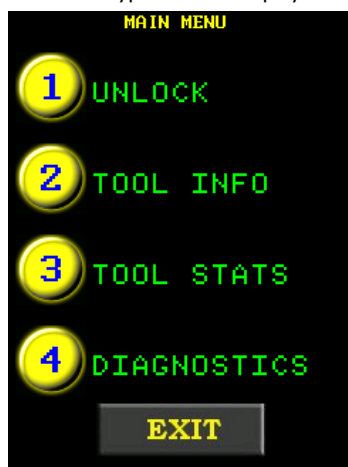 MAIN MENU
1 UNLOCK
2 TOOL INFO
3 TOOL STATS
4 DIAGNOSTICS
EXIT